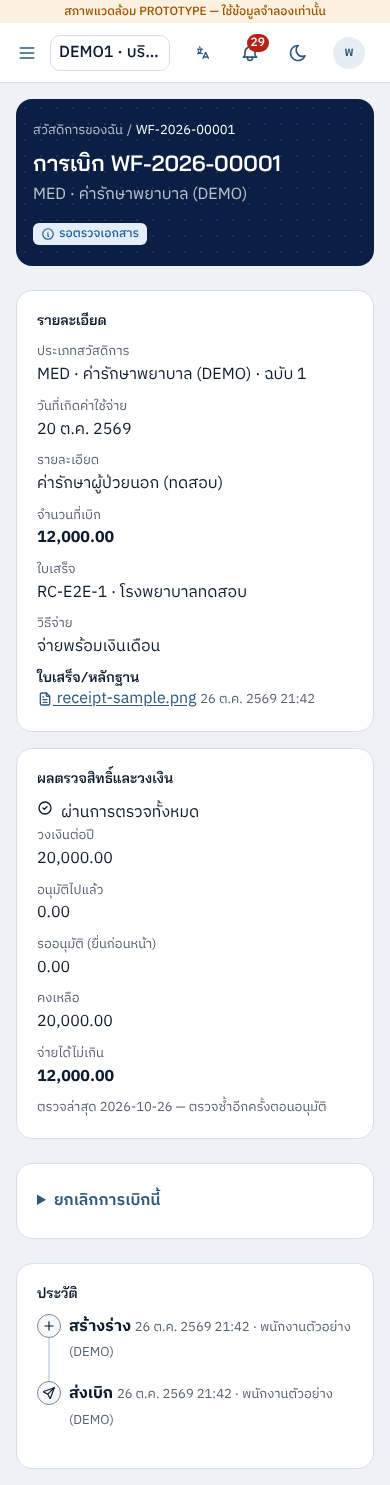 สภาพแวดล้อม PROTOTYPE — ใช้ข้อมูลจำลองเท่านั้น
DEMO1 · บริ...
29
พ
สวัสดิการของฉัน / WF-2026-00001
การเบิก WF-2026-00001
MED · ค่ารักษาพยาบาล (DEMO)
รอตรวจเอกสาร
รายละเอียด
ประเภทสวัสดิการ
MED · ค่ารักษาพยาบาล (DEMO) · ฉบับ 1
วันที่เกิดค่าใช้จ่าย
20 ต.ค. 2569
รายละเอียด
ค่ารักษาผู้ป่วยนอก (ทดสอบ)
จำนวนที่เบิก
12,000.00
ใบเสร็จ
RC-E2E-1 · โรงพยาบาลทดสอบ
วิธีจ่าย
จ่ายพร้อมเงินเดือน
ใบเสร็จ/หลักฐาน
receipt-sample.png 26 ต.ค. 2569 21:42
ผลตรวจสิทธิ์และวงเงิน
ผ่านการตรวจทั้งหมด
วงเงินต่อปี
20,000.00
อนุมัติไปแล้ว
0.00
รออนุมัติ (ยื่นก่อนหน้า)
0.00
คงเหลือ
20,000.00
จ่ายได้ไม่เกิน
12,000.00
ตรวจล่าสุด 2026-10-26 — ตรวจซ้ำอีกครั้งตอนอนุมัติ
ยกเลิกการเบิกนี้
ประวัติ
สร้างร่าง 26 ต.ค. 2569 21:42 · พนักงานตัวอย่าง
(DEMO)
ส่งเบิก 26 ต.ค. 2569 21:42 · พนักงานตัวอย่าง
(DEMO)